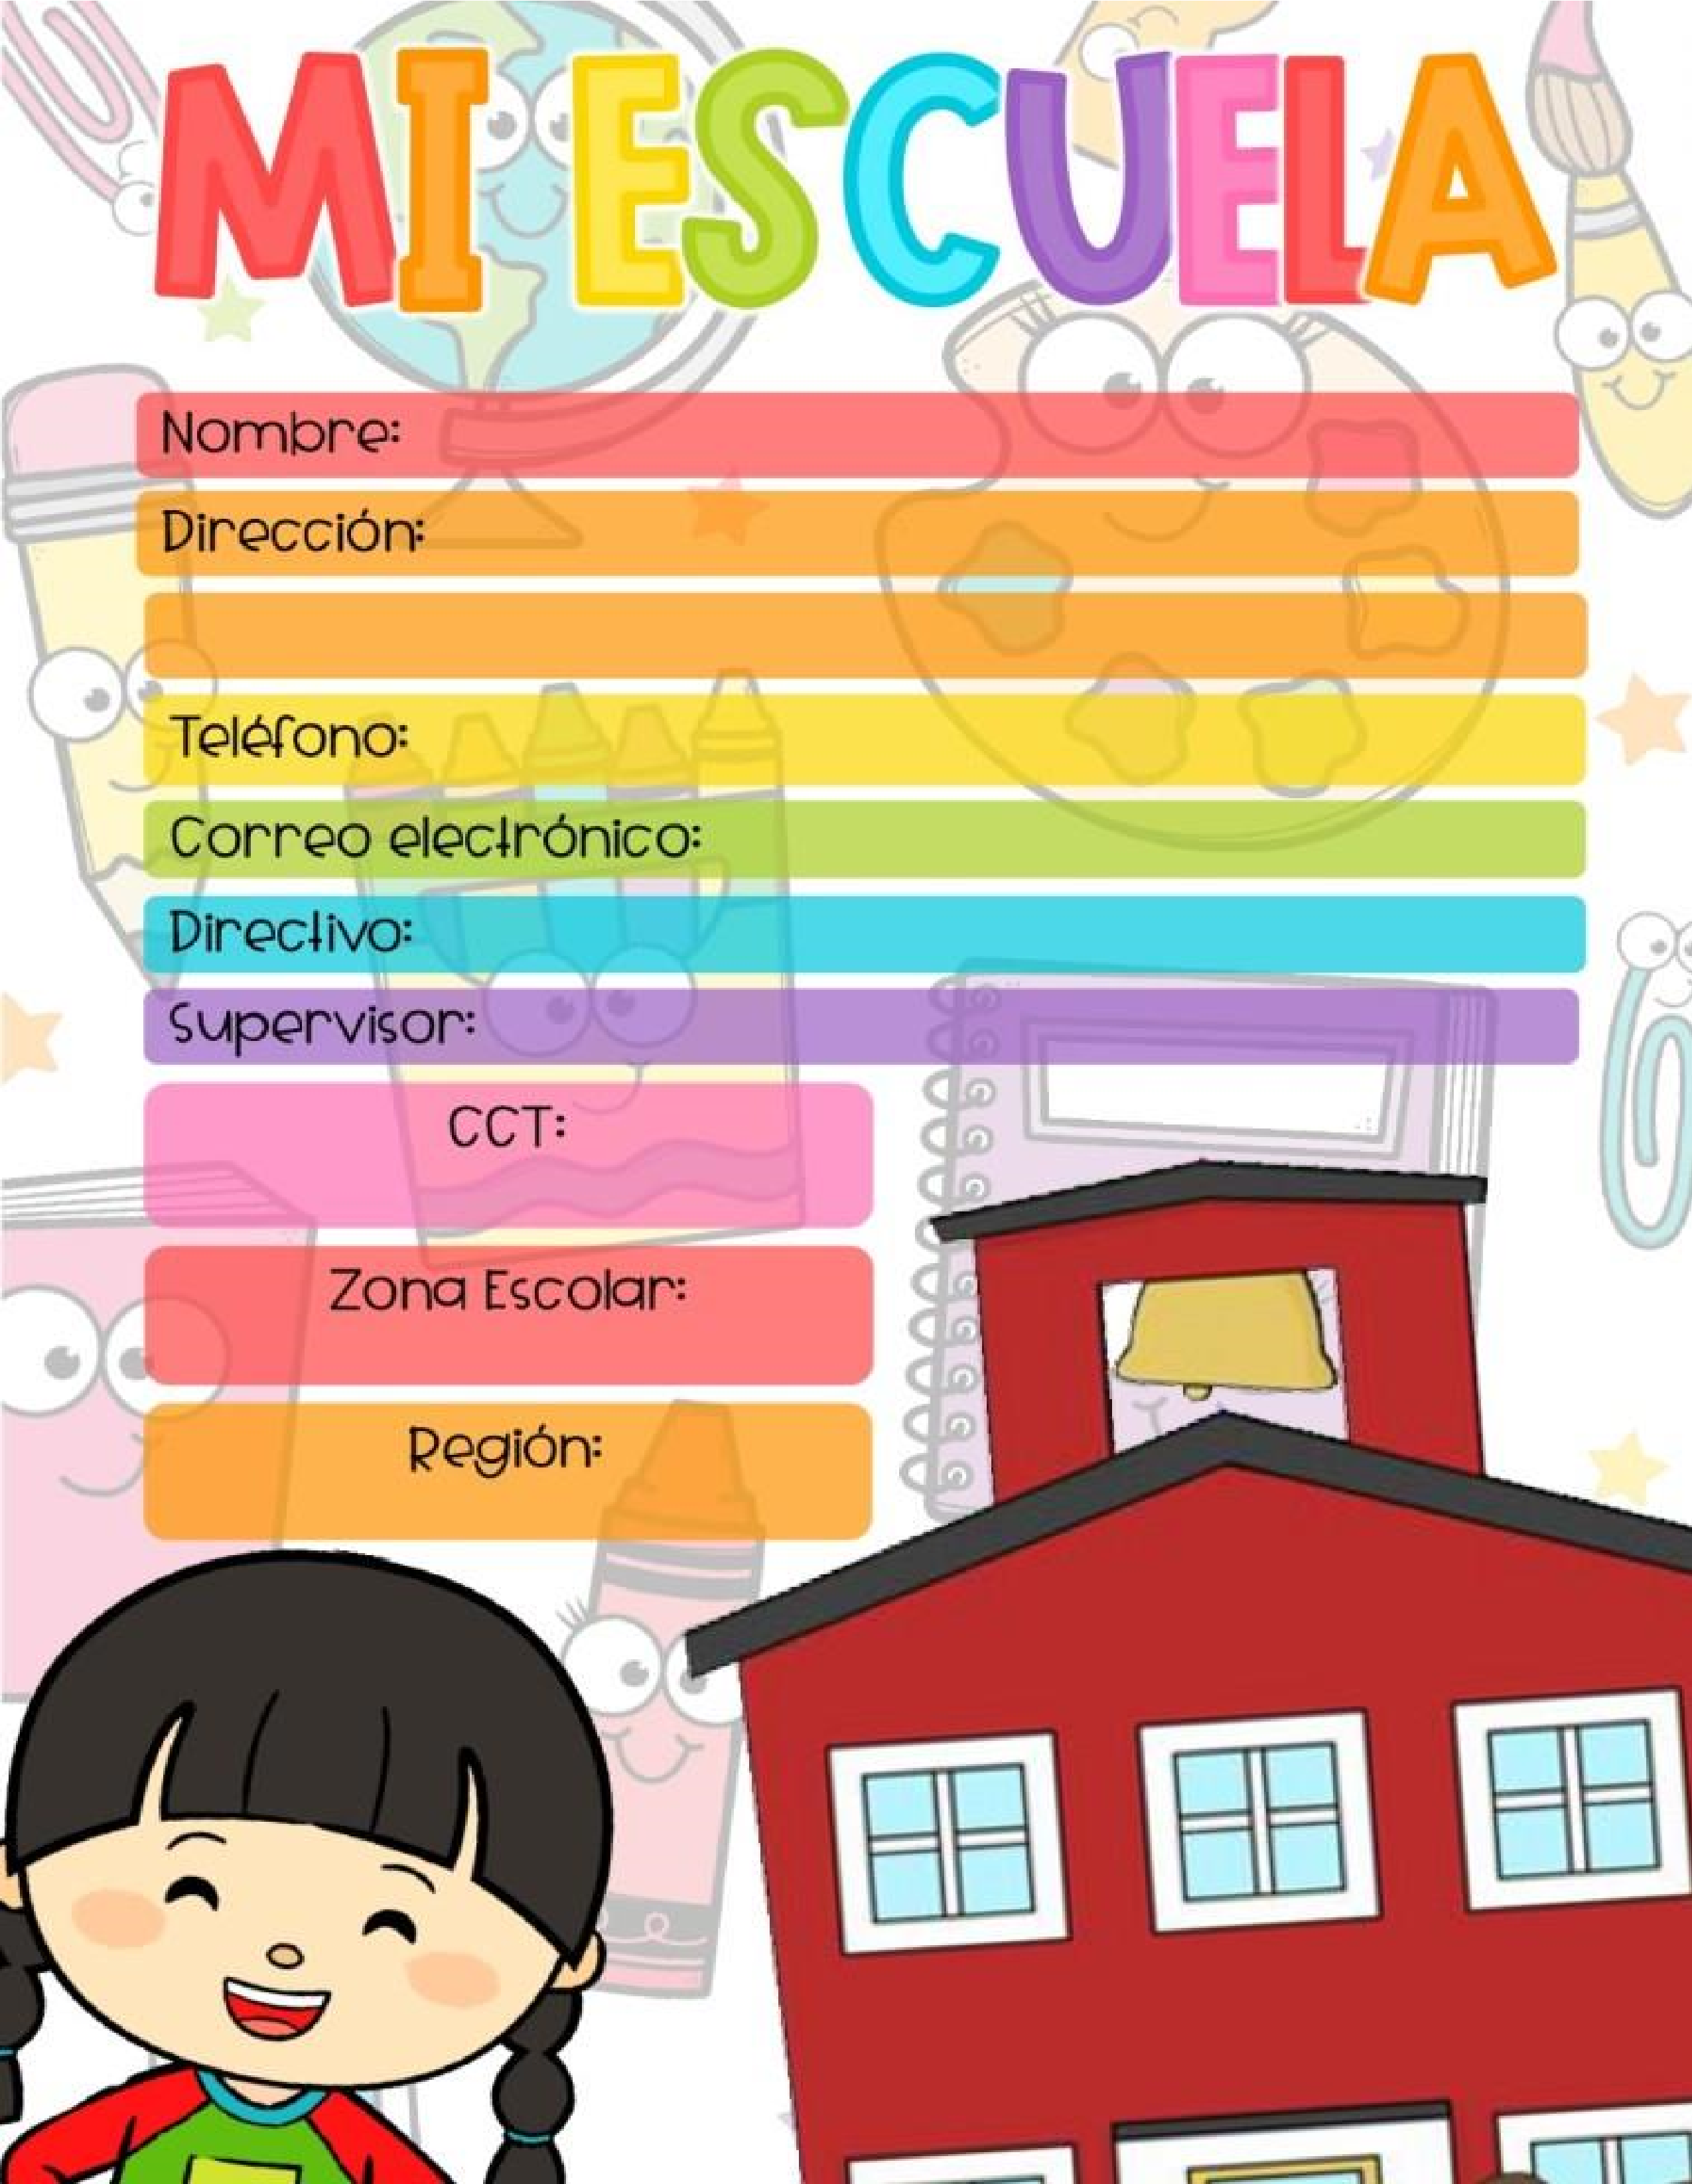 MI ESCUELA
Nombre:
Dirección:
Teléfono:
Correo electrónico:
Directivo:
Supervisor:
CCT:
Zona Escolar:
Región: